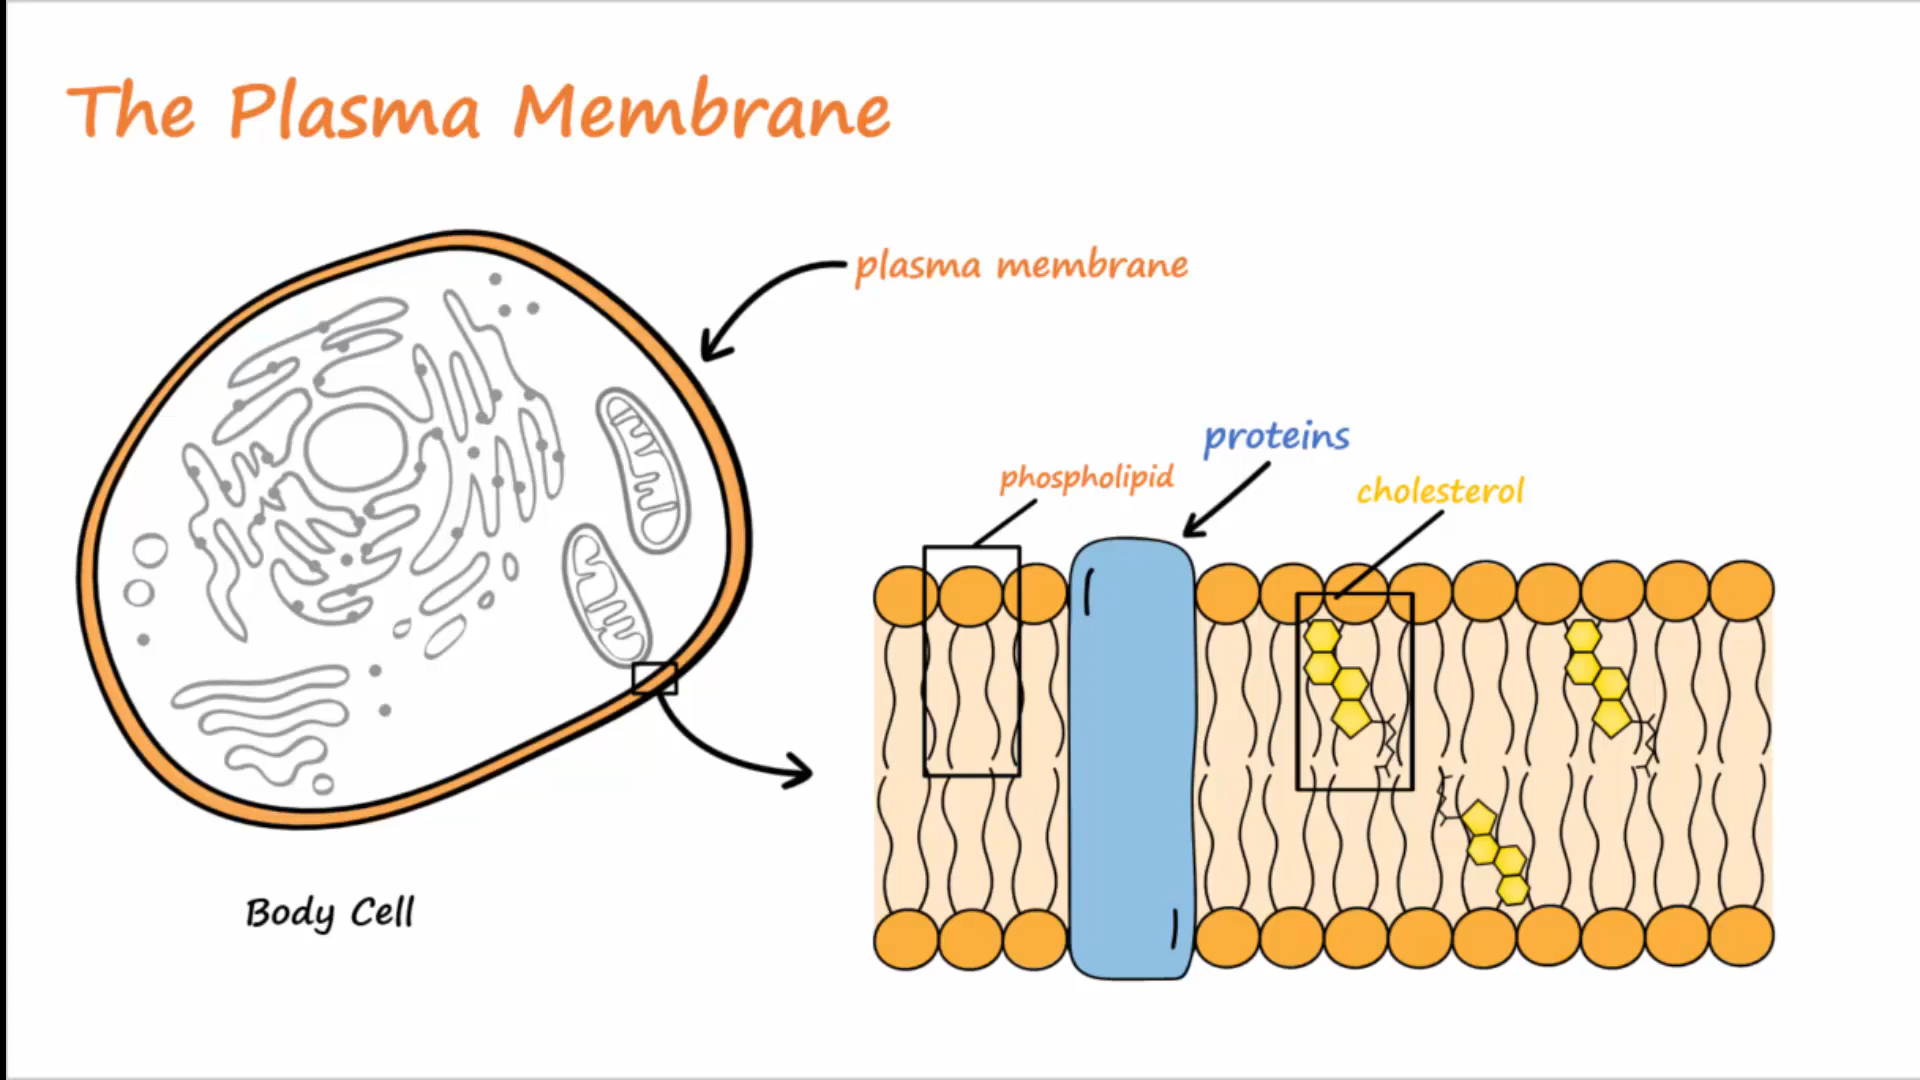 The Plasma Membrane
plasma membrane
proteins
phospholipid
cholesterol
Body Cell